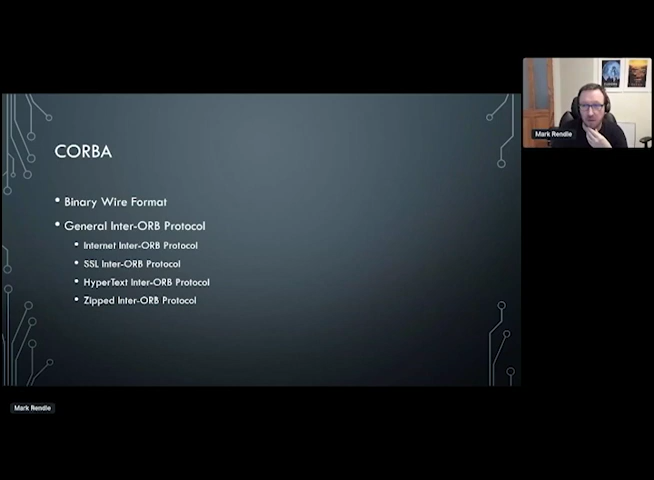 CORBA
• Binary Wire Format
• General Inter-ORB Protocol
• Internet Inter-ORB Protocol
• SSL Inter-ORB Protocol
• HyperText Inter-ORB Protocol
• Zipped Inter-ORB Protocol
Mark Rendle
Mark Rendle